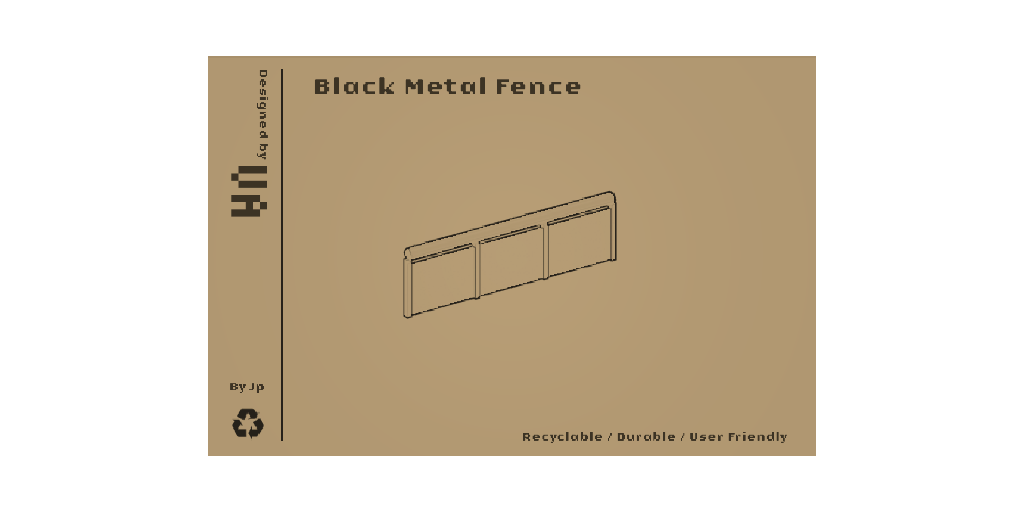 Designed by
Black Metal Fence
By Jp
Recyclable / Durable / User Friendly